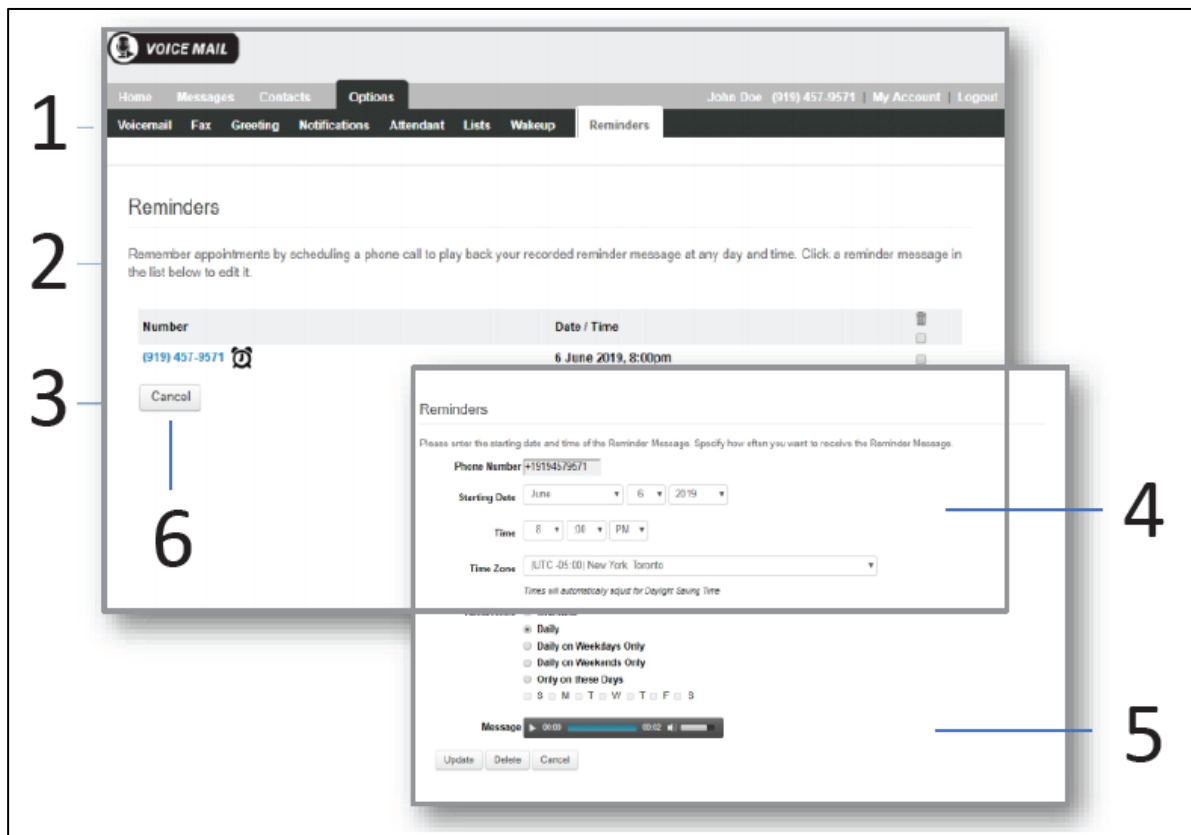 VOICE MAIL
Home Messages Contacts Options John Doe (919) 457-9571 | My Account | Logout
1
Voicemail Fax Greeting Notifications Attendant Lists Wakeup Reminders
Reminders
2
Remember appointments by scheduling a phone call to play back your recorded reminder message at any day and time. Click a reminder message in
the list below to edit it.
Number Date / Time
(919) 457-9571 6 June 2019, 8:00pm
3
Cancel
6
Reminders
Please enter the starting date and time of the Reminder Message. Specify how often you want to receive the Reminder Message.
Phone Number +19194579571
Starting Date June 6 2019
4
Time 8 :00 PM
Time Zone (UTC -05:00) New York, Toronto
Times will automatically adjust for Daylight Saving Time
Daily
Daily on Weekdays Only
Daily on Weekends Only
Only on these Days
S M T W T F S
Message 00:00 00:02
5
Update Delete Cancel